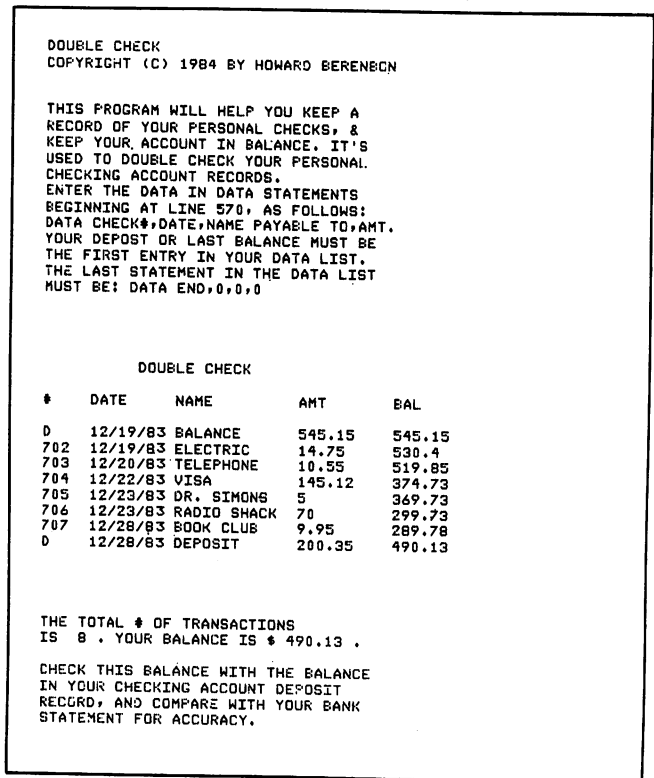 DOUBLE CHECK
COPYRIGHT (C) 1984 BY HOWARD BERENBON
THIS PROGRAM WILL HELP YOU KEEP A
RECORD OF YOUR PERSONAL CHECKS, &
KEEP YOUR ACCOUNT IN BALANCE. IT'S
USED TO DOUBLE CHECK YOUR PERSONAL
CHECKING ACCOUNT RECORDS.
ENTER THE DATA IN DATA STATEMENTS
BEGINNING AT LINE 570, AS FOLLOWS:
DATA CHECK#,DATE,NAME PAYABLE TO,AMT.
YOUR DEPOST OR LAST BALANCE MUST BE
THE FIRST ENTRY IN YOUR DATA LIST.
THE LAST STATEMENT IN THE DATA LIST
MUST BE: DATA END,0,0,0
DOUBLE CHECK
# DATE NAME AMT BAL
D 12/19/83 BALANCE 545.15 545.15
702 12/19/83 ELECTRIC 14.75 530.4
703 12/20/83 TELEPHONE 10.55 519.85
704 12/22/83 VISA 145.12 374.73
705 12/23/83 DR. SIMONS 5 369.73
706 12/23/83 RADIO SHACK 70 299.73
707 12/28/83 BOOK CLUB 9.95 289.78
D 12/28/83 DEPOSIT 200.35 490.13
THE TOTAL # OF TRANSACTIONS
IS 8 . YOUR BALANCE IS $ 490.13 .
CHECK THIS BALANCE WITH THE BALANCE
IN YOUR CHECKING ACCOUNT DEPOSIT
RECORD, AND COMPARE WITH YOUR BANK
STATEMENT FOR ACCURACY.